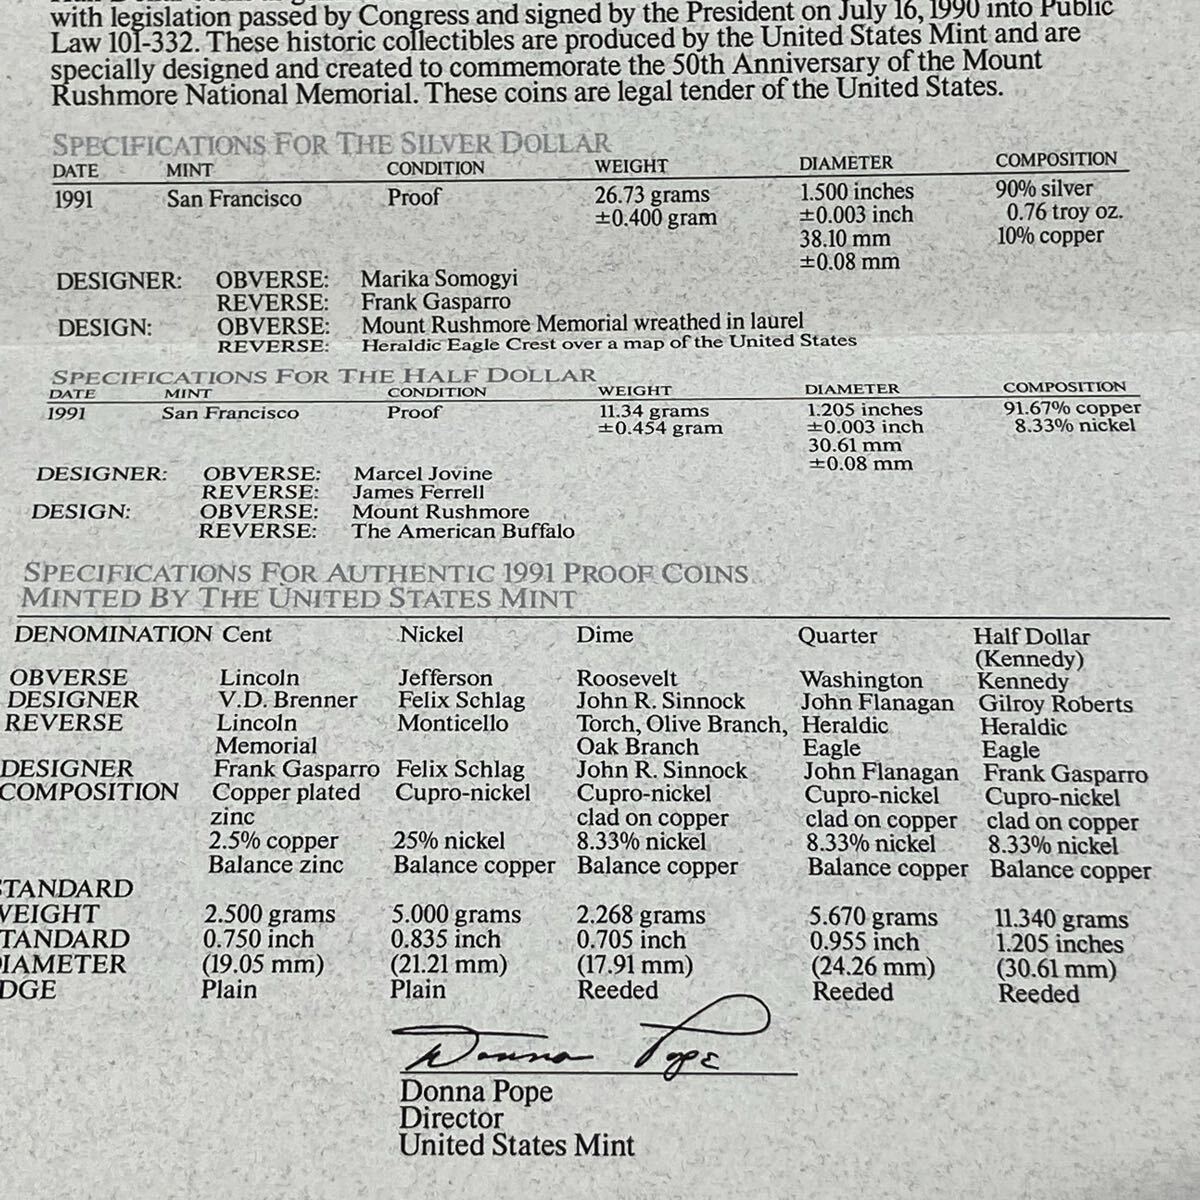 with legislation passed by Congress and signed by the President on July 16, 1990 into Public
Law 101-332. These historic collectibles are produced by the United States Mint and are
specially designed and created to commemorate the 50th Anniversary of the Mount
Rushmore National Memorial. These coins are legal tender of the United States.
SPECIFICATIONS FOR THE SILVER DOLLAR
DATE MINT CONDITION WEIGHT DIAMETER COMPOSITION
1991 San Francisco Proof 26.73 grams 1.500 inches 90% silver
±0.400 gram ±0.003 inch 0.76 troy oz.
38.10 mm 10% copper
±0.08 mm
DESIGNER: OBVERSE: Marika Somogyi
REVERSE: Frank Gasparro
DESIGN: OBVERSE: Mount Rushmore Memorial wreathed in laurel
REVERSE: Heraldic Eagle Crest over a map of the United States
SPECIFICATIONS FOR THE HALF DOLLAR
DATE MINT CONDITION WEIGHT DIAMETER COMPOSITION
1991 San Francisco Proof 11.34 grams 1.205 inches 91.67% copper
±0.454 gram ±0.003 inch 8.33% nickel
30.61 mm
±0.08 mm
DESIGNER: OBVERSE: Marcel Jovine
REVERSE: James Ferrell
DESIGN: OBVERSE: Mount Rushmore
REVERSE: The American Buffalo
SPECIFICATIONS FOR AUTHENTIC 1991 PROOF COINS
MINTED BY THE UNITED STATES MINT
DENOMINATION Cent Nickel Dime Quarter Half Dollar
(Kennedy)
OBVERSE Lincoln Jefferson Roosevelt Washington Kennedy
DESIGNER V.D. Brenner Felix Schlag John R. Sinnock John Flanagan Gilroy Roberts
REVERSE Lincoln Monticello Torch, Olive Branch, Heraldic Heraldic
Memorial Oak Branch Eagle Eagle
DESIGNER Frank Gasparro Felix Schlag John R. Sinnock John Flanagan Frank Gasparro
COMPOSITION Copper plated Cupro-nickel Cupro-nickel Cupro-nickel Cupro-nickel
zinc clad on copper clad on copper clad on copper
2.5% copper 25% nickel 8.33% nickel 8.33% nickel 8.33% nickel
Balance zinc Balance copper Balance copper Balance copper Balance copper
STANDARD
WEIGHT 2.500 grams 5.000 grams 2.268 grams 5.670 grams 11.340 grams
TANDARD 0.750 inch 0.835 inch 0.705 inch 0.955 inch 1.205 inches
IAMETER (19.05 mm) (21.21 mm) (17.91 mm) (24.26 mm) (30.61 mm)
DGE Plain Plain Reeded Reeded Reeded
Donna Pope
Donna Pope
Director
United States Mint